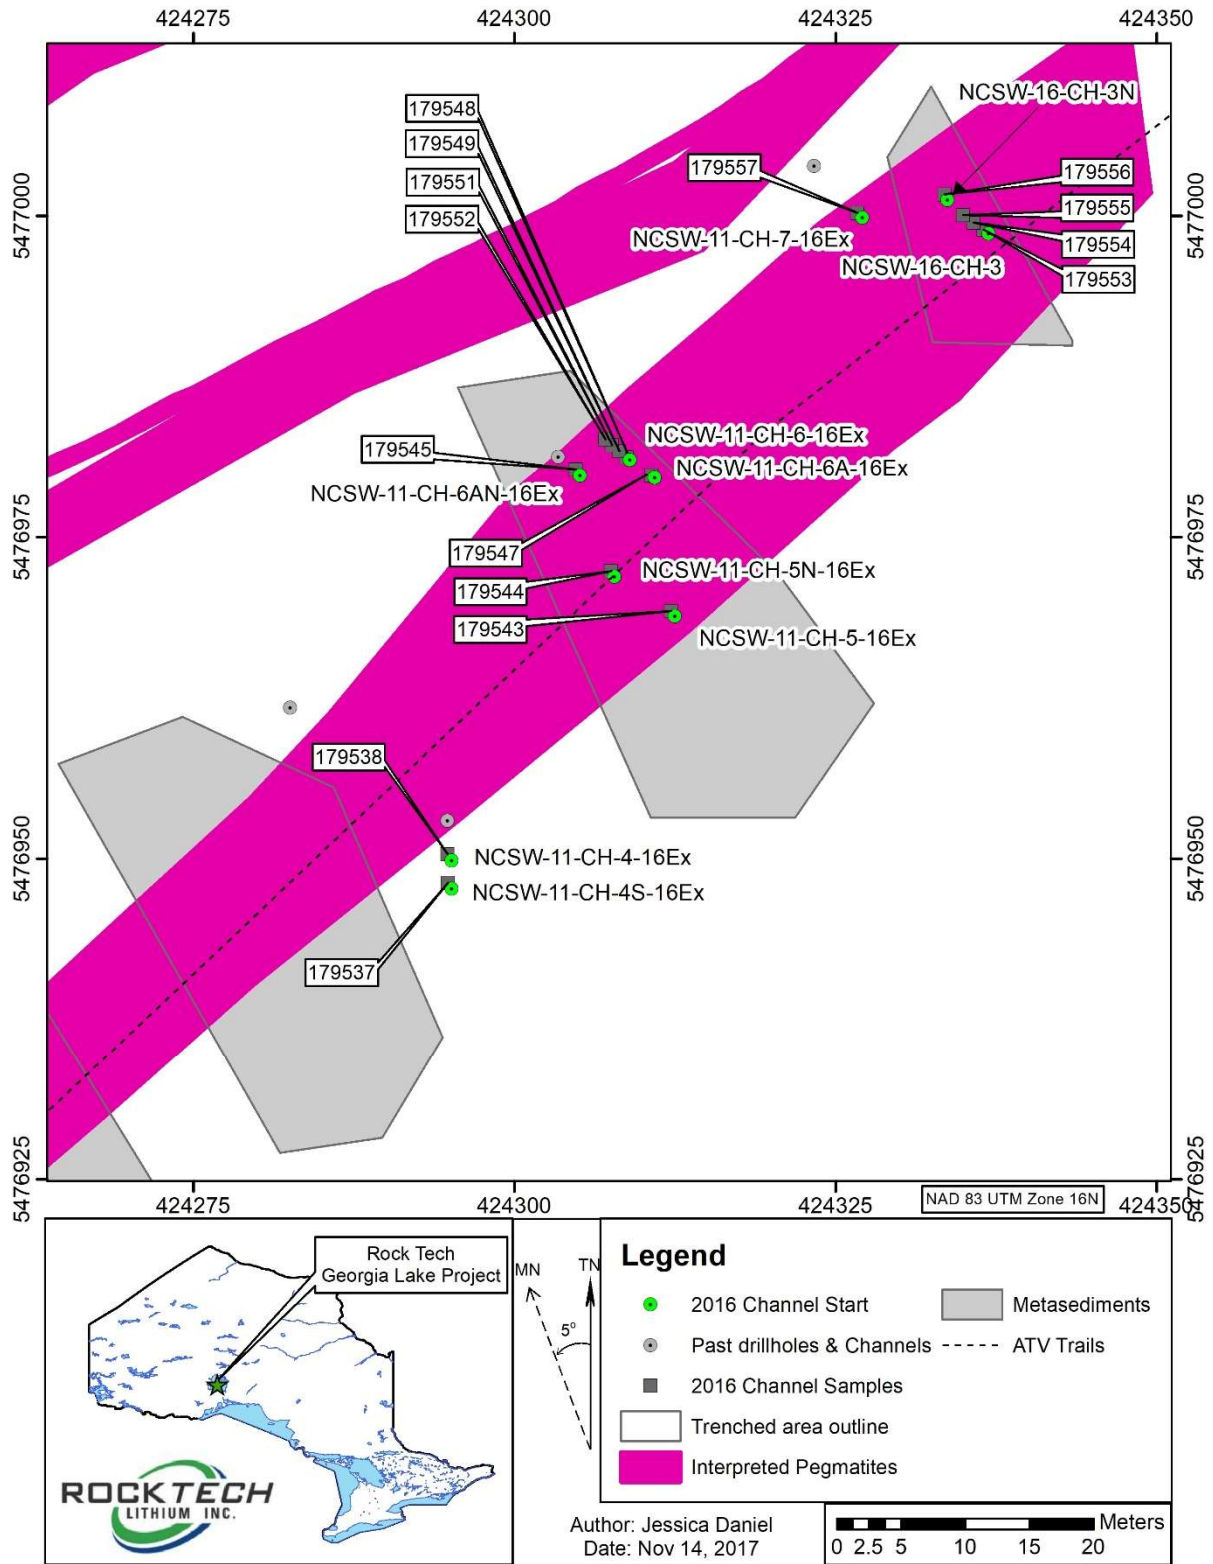 424275
424300
424325
424350
179548
179549
179551
179552
179557
NCSW-16-CH-3N
179556
179555
179554
179553
5477000
5477000
NCSW-11-CH-7-16Ex
NCSW-16-CH-3
179545
NCSW-11-CH-6-16Ex
NCSW-11-CH-6A-16Ex
NCSW-11-CH-6AN-16Ex
5476975
5476975
179547
179544
NCSW-11-CH-5N-16Ex
179543
NCSW-11-CH-5-16Ex
179538
5476950
5476950
NCSW-11-CH-4-16Ex
NCSW-11-CH-4S-16Ex
179537
5476925
5476925
424275
424300
424325
424350
NAD 83 UTM Zone 16N
Rock Tech
Georgia Lake Project
ROCKTECH
LITHIUM INC.
MN
TN
5°
Legend
2016 Channel Start
Past drillholes & Channels
2016 Channel Samples
Trenched area outline
Interpreted Pegmatites
Metasediments
ATV Trails
Author: Jessica Daniel
Date: Nov 14, 2017
Meters
0 2.5 5 10 15 20